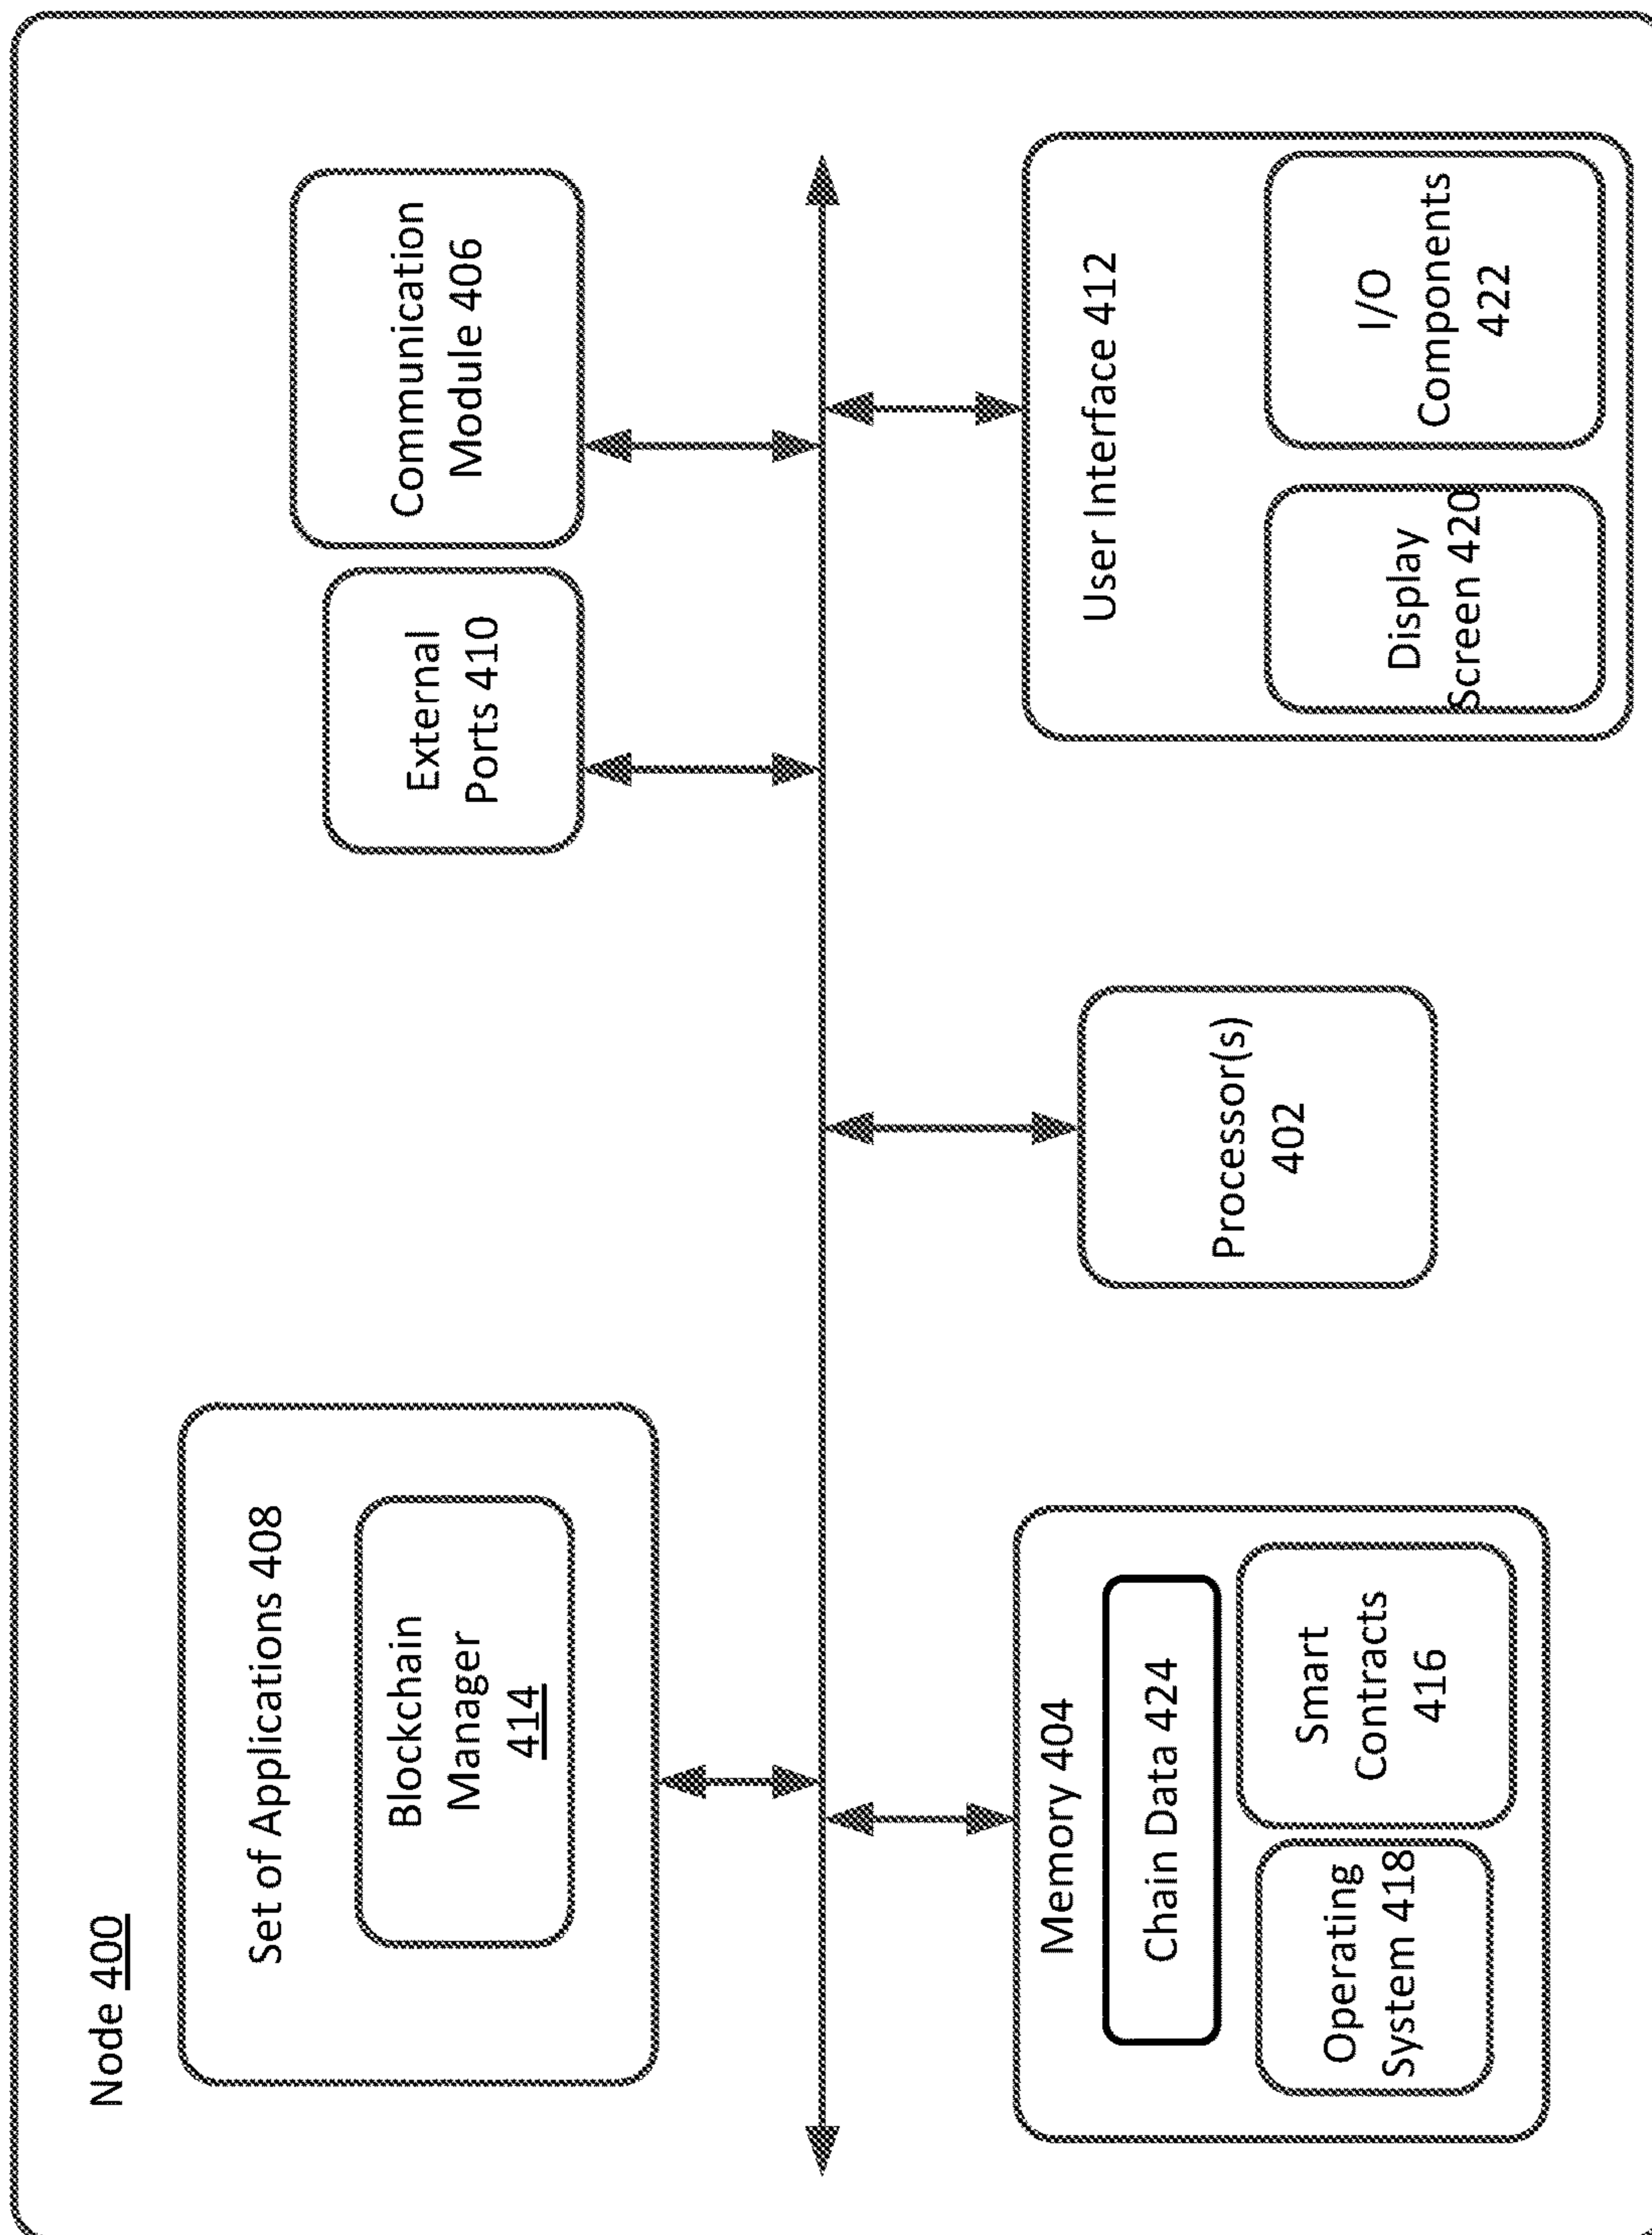 Node 400
Set of Applications 408
Blockchain
Manager
414
External
Ports 410
Communication
Module 406
Memory 404
Chain Data 424
Operating
System 418
Smart
Contracts
416
Processor(s)
402
User Interface 412
Display
Screen 420
I/O
Components
422